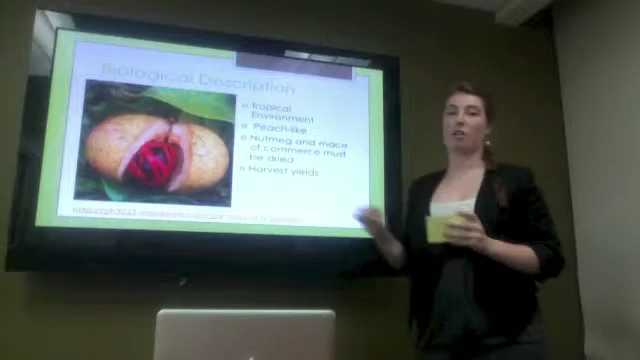 Biological Description
Tropical
Environment
Peach-like
Nutmeg and mace
of commerce must
be dried
Harvest yields